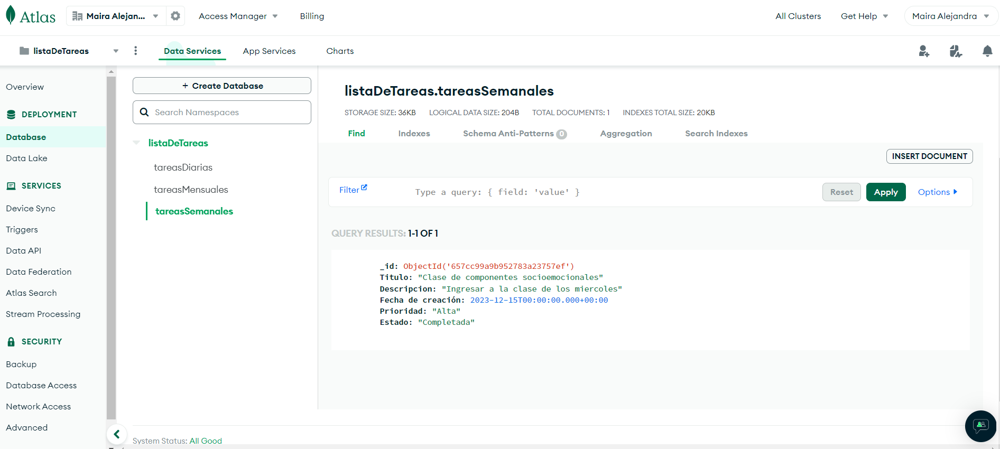 Atlas
Maira Alejan...
Access Manager
Billing
All Clusters
Get Help
Maira Alejandra
listaDeTareas
Data Services
App Services
Charts
Overview
DEPLOYMENT
Database
Data Lake
SERVICES
Device Sync
Triggers
Data API
Data Federation
Atlas Search
Stream Processing
SECURITY
Backup
Database Access
Network Access
Advanced
+ Create Database
Search Namespaces
listaDeTareas
tareasDiarias
tareasMensuales
tareasSemanales
listaDeTareas.tareasSemanales
STORAGE SIZE: 36KB LOGICAL DATA SIZE: 204B TOTAL DOCUMENTS: 1 INDEXES TOTAL SIZE: 20KB
Find Indexes Schema Anti-Patterns 0 Aggregation Search Indexes
INSERT DOCUMENT
Filter Type a query: { field: 'value' } Reset Apply Options
QUERY RESULTS: 1-1 OF 1
_id: ObjectId('657cc99a9b952783a23757ef')
Titulo: "Clase de componentes socioemocionales"
Descripcion: "Ingresar a la clase de los miercoles"
Fecha de creación: 2023-12-15T00:00:00.000+00:00
Prioridad: "Alta"
Estado: "Completada"
System Status: All Good